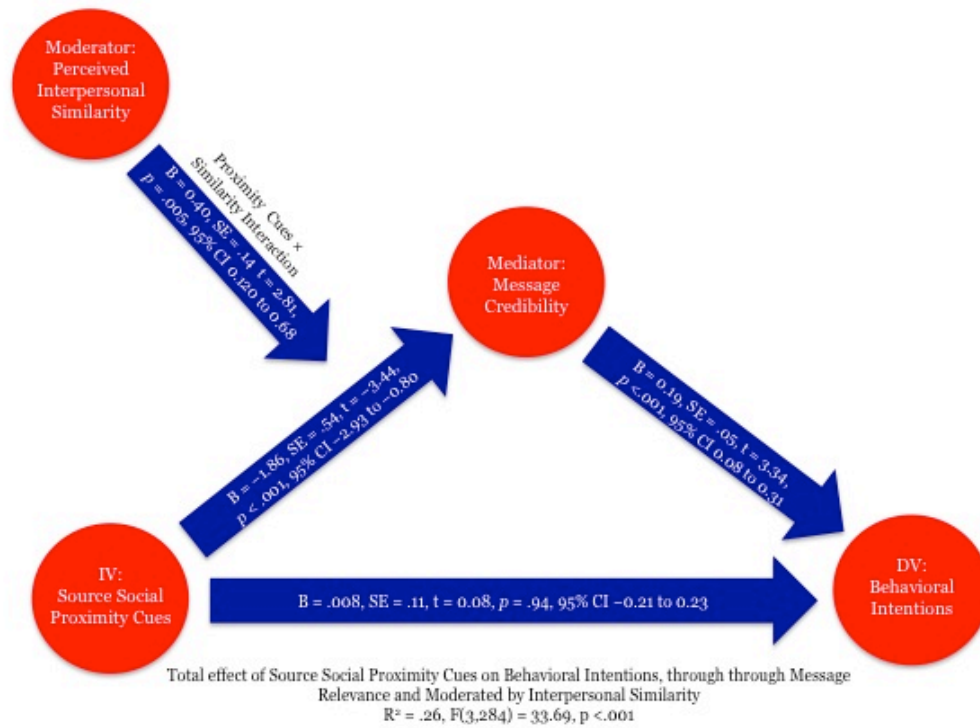 Moderator:
Perceived
Interpersonal
Similarity
Proximity Cues ×
Similarity Interaction
B = 0.40, SE = .14 t = 2.81,
p = .005, 95% CI 0.120 to 0.68
Mediator:
Message
Credibility
B = −1.86, SE = .54, t = −3.44,
p < .001, 95% CI −2.93 to −0.80
B = 0.19, SE = .05, t = 3.34,
p <.001, 95% CI 0.08 to 0.31
IV:
Source Social
Proximity Cues
B = .008, SE = .11, t = 0.08, p = .94, 95% CI −0.21 to 0.23
DV:
Behavioral
Intentions
Total effect of Source Social Proximity Cues on Behavioral Intentions, through through Message
Relevance and Moderated by Interpersonal Similarity
R² = .26, F(3,284) = 33.69, p <.001